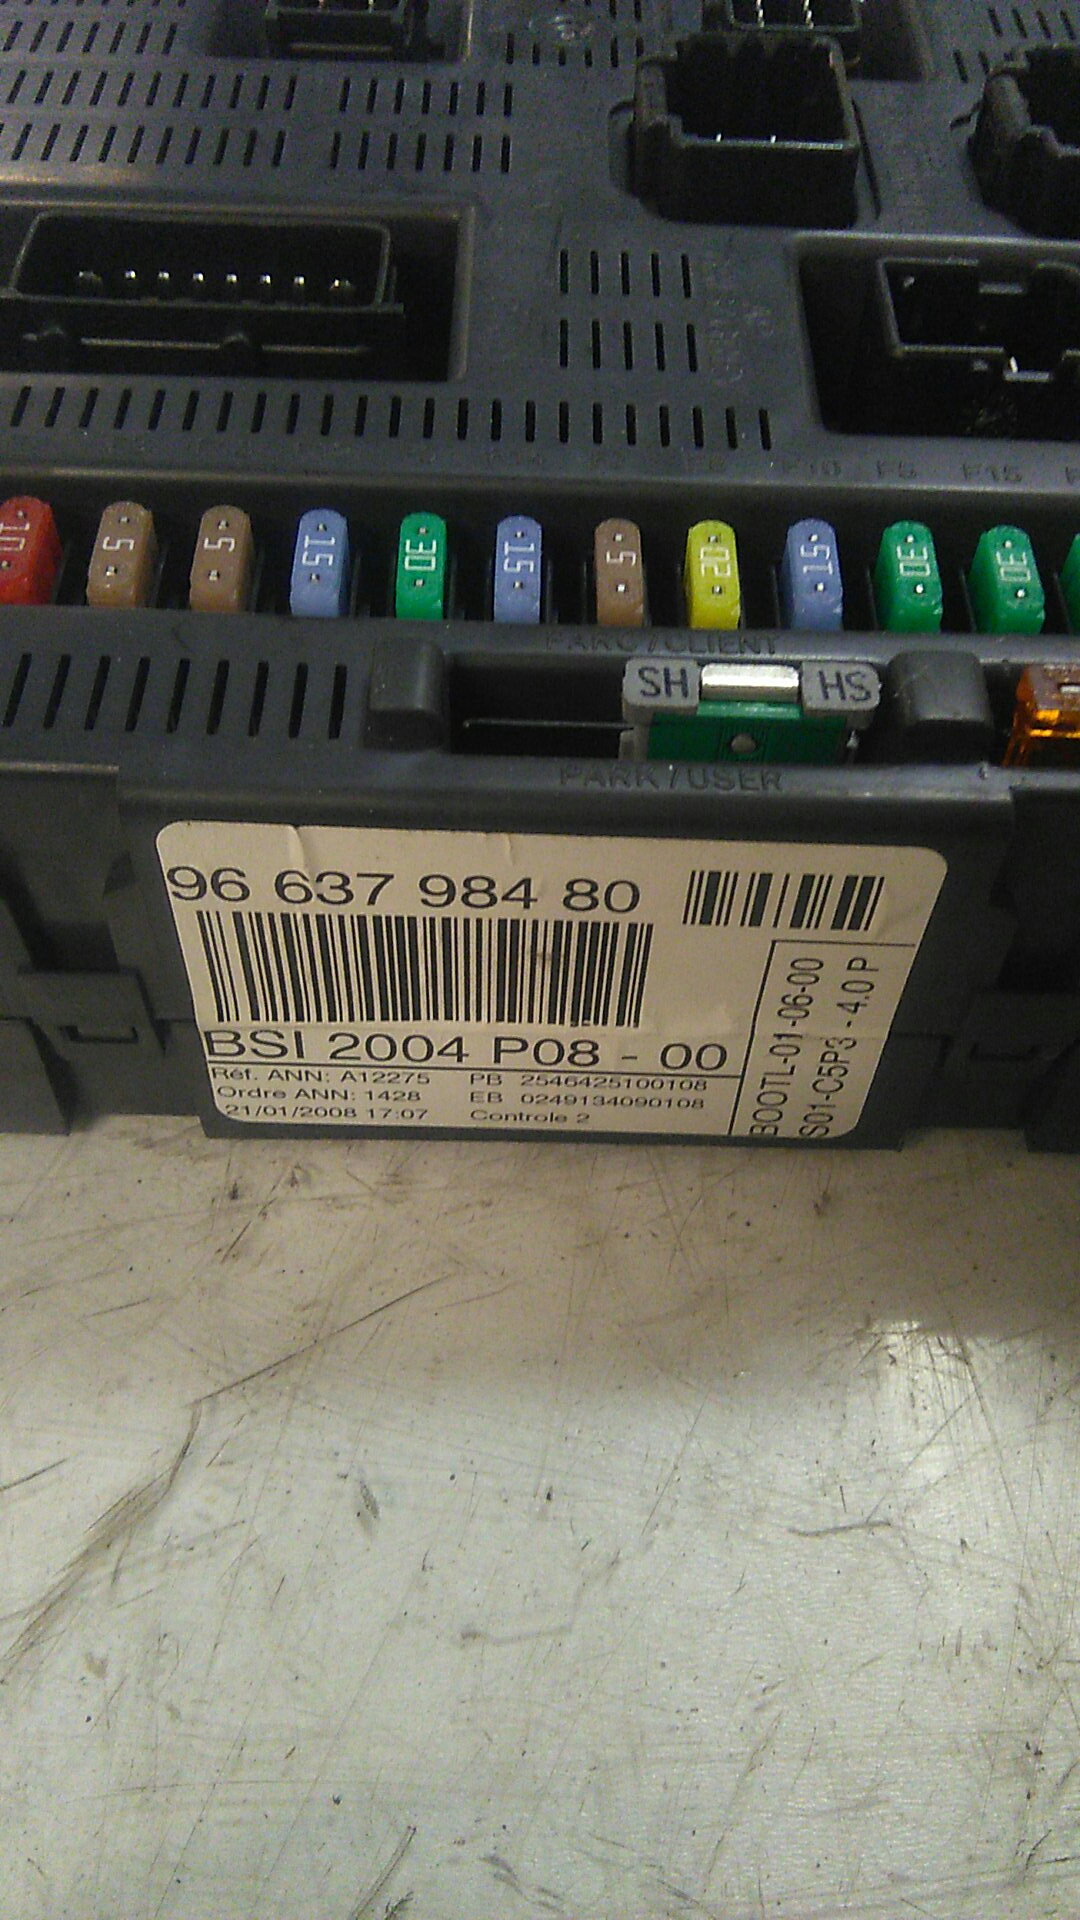 F10 F5 F15
10 5 5 15 30 15 5 20 15 30 30
PARC/CLIENT
SH HS
PARK/USER
96 637 984 80
BSI 2004 P08 - 00
Réf. ANN: A12275 PB 2546425100108
Ordre ANN: 1428 EB 0249134090108
21/01/2008 17:07 Controle 2
BOOTL-01-06-00
S01-C5P3 - 4.0 P